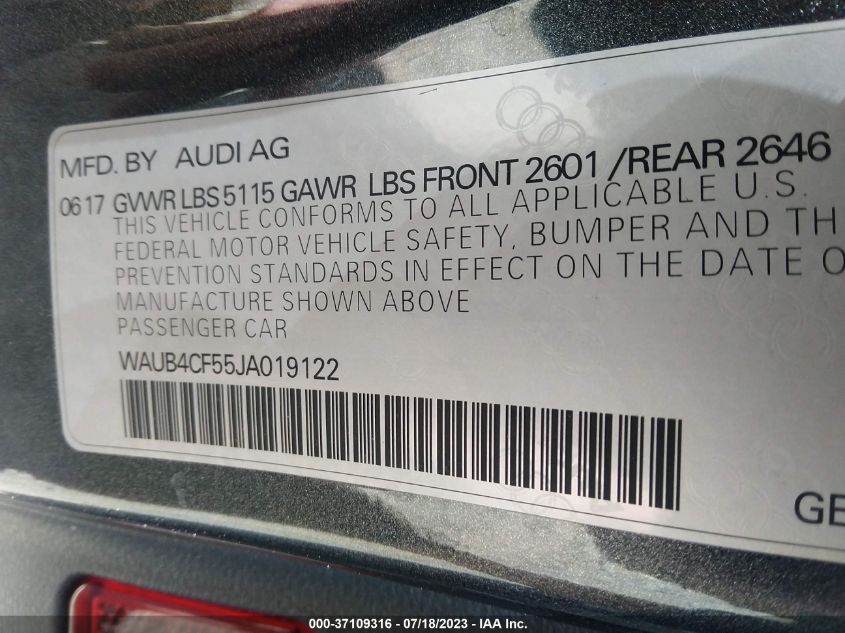 MFD. BY AUDI AG
0617 GVWR LBS 5115 GAWR LBS FRONT 2601 /REAR 2646
THIS VEHICLE CONFORMS TO ALL APPLICABLE U.S.
FEDERAL MOTOR VEHICLE SAFETY, BUMPER AND TH
PREVENTION STANDARDS IN EFFECT ON THE DATE O
MANUFACTURE SHOWN ABOVE
PASSENGER CAR
WAUB4CF55JA019122
GE
000-37109316 / 07/18/2023 - IAA Inc.